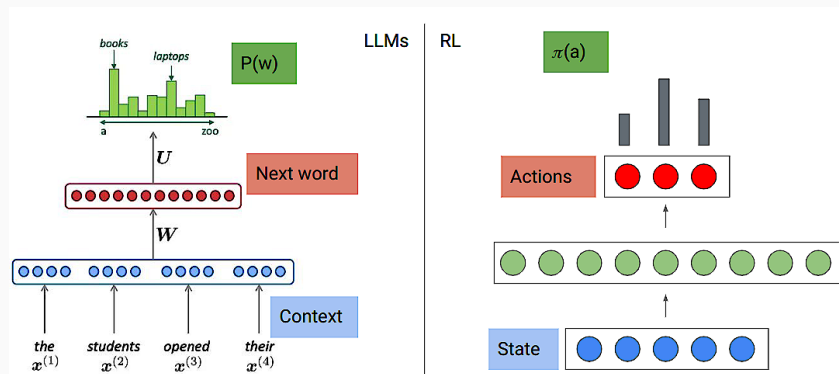 LLMs
RL
books
laptops
P(w)
a
zoo
U
Next word
W
Context
the students opened their
x^(1) x^(2) x^(3) x^(4)
π(a)
Actions
State